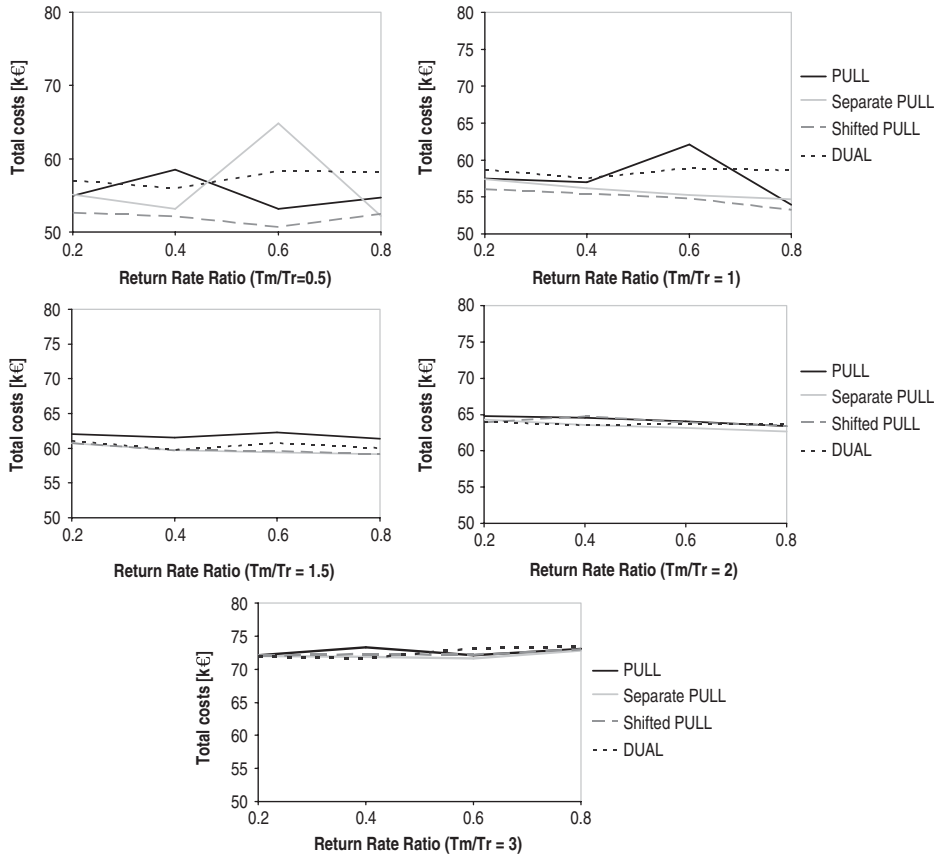 Total costs [k€]
80
70
60
50
0.2
0.4
0.6
0.8
Return Rate Ratio (Tm/Tr=0.5)
Total costs [k€]
80
75
70
65
60
55
50
0.2
0.4
0.6
0.8
Return Rate Ratio (Tm/Tr = 1)
PULL
Separate PULL
Shifted PULL
DUAL
Total costs [k€]
80
75
70
65
60
55
50
0.2
0.4
0.6
0.8
Return Rate Ratio (Tm/Tr = 1.5)
Total costs [k€]
80
75
70
65
60
55
50
0.2
0.4
0.6
0.8
Return Rate Ratio (Tm/Tr = 2)
PULL
Separate PULL
Shifted PULL
DUAL
Total costs [k€]
80
75
70
65
60
55
50
0.2
0.4
0.6
0.8
Return Rate Ratio (Tm/Tr = 3)
PULL
Separate PULL
Shifted PULL
DUAL